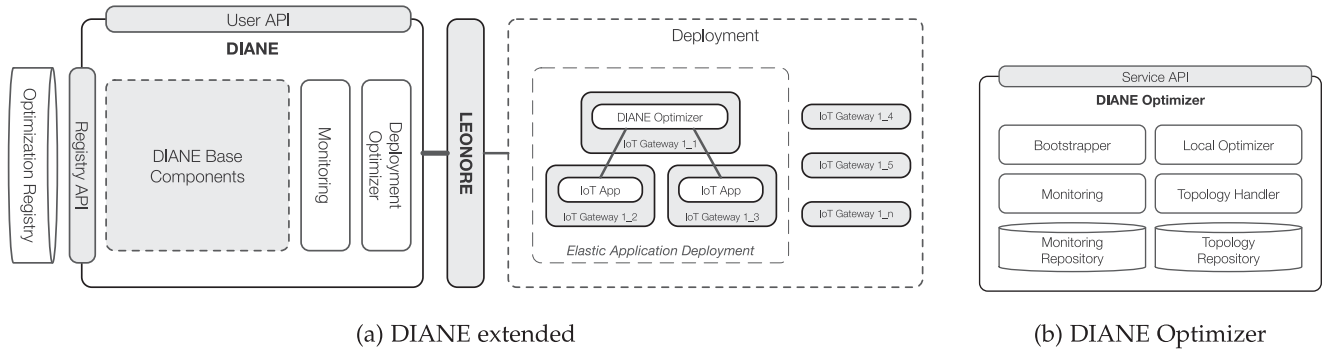 User API
DIANE
Optimization Registry
Registry API
DIANE Base
Components
Monitoring
Deployment
Optimizer
LEONORE
Deployment
DIANE Optimizer
IoT Gateway 1_1
IoT App
IoT Gateway 1_2
IoT App
IoT Gateway 1_3
Elastic Application Deployment
IoT Gateway 1_4
IoT Gateway 1_5
IoT Gateway 1_n
(a) DIANE extended
Service API
DIANE Optimizer
Bootstrapper
Local Optimizer
Monitoring
Topology Handler
Monitoring
Repository
Topology
Repository
(b) DIANE Optimizer